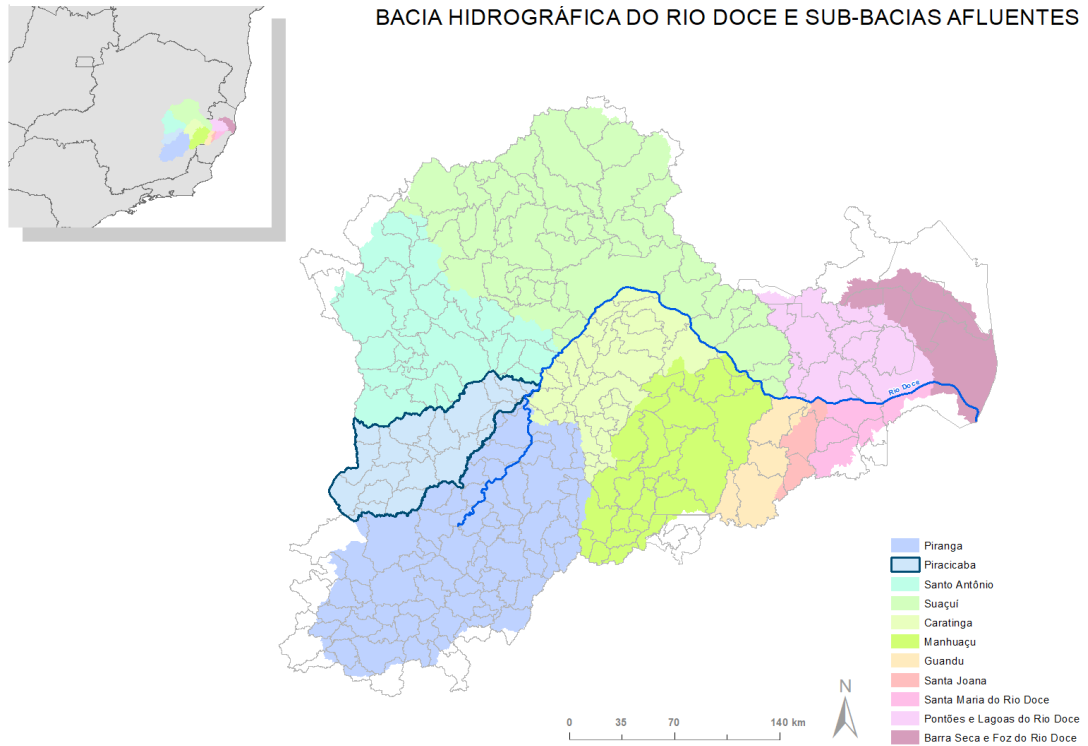 BACIA HIDROGRÁFICA DO RIO DOCE E SUB-BACIAS AFLUENTES
Rio Doce
Piranga
Piracicaba
Santo Antônio
Suaçuí
Caratinga
Manhuaçu
Guandu
Santa Joana
Santa Maria do Rio Doce
Pontões e Lagoas do Rio Doce
Barra Seca e Foz do Rio Doce
N
0 35 70 140 km